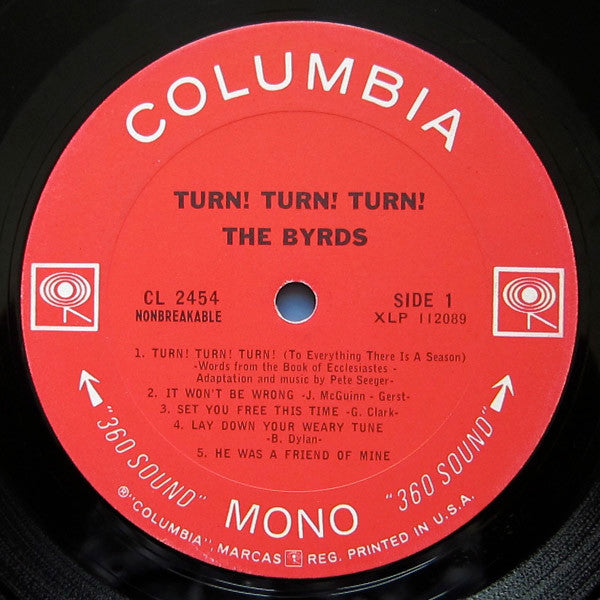 COLUMBIA
TURN! TURN! TURN!
THE BYRDS
CL 2454
NONBREAKABLE
SIDE 1
XLP 112089
1. TURN! TURN! TURN! (To Everything There Is A Season)
-Words from the Book of Ecclesiastes -
Adaptation and music by Pete Seeger-
2. IT WON'T BE WRONG -J. McGuinn - Gerst-
3. SET YOU FREE THIS TIME -G. Clark-
4. LAY DOWN YOUR WEARY TUNE
-B. Dylan-
5. HE WAS A FRIEND OF MINE
"360 SOUND"
MONO
"360 SOUND"
®"COLUMBIA", MARCAS T REG. PRINTED IN U.S.A.